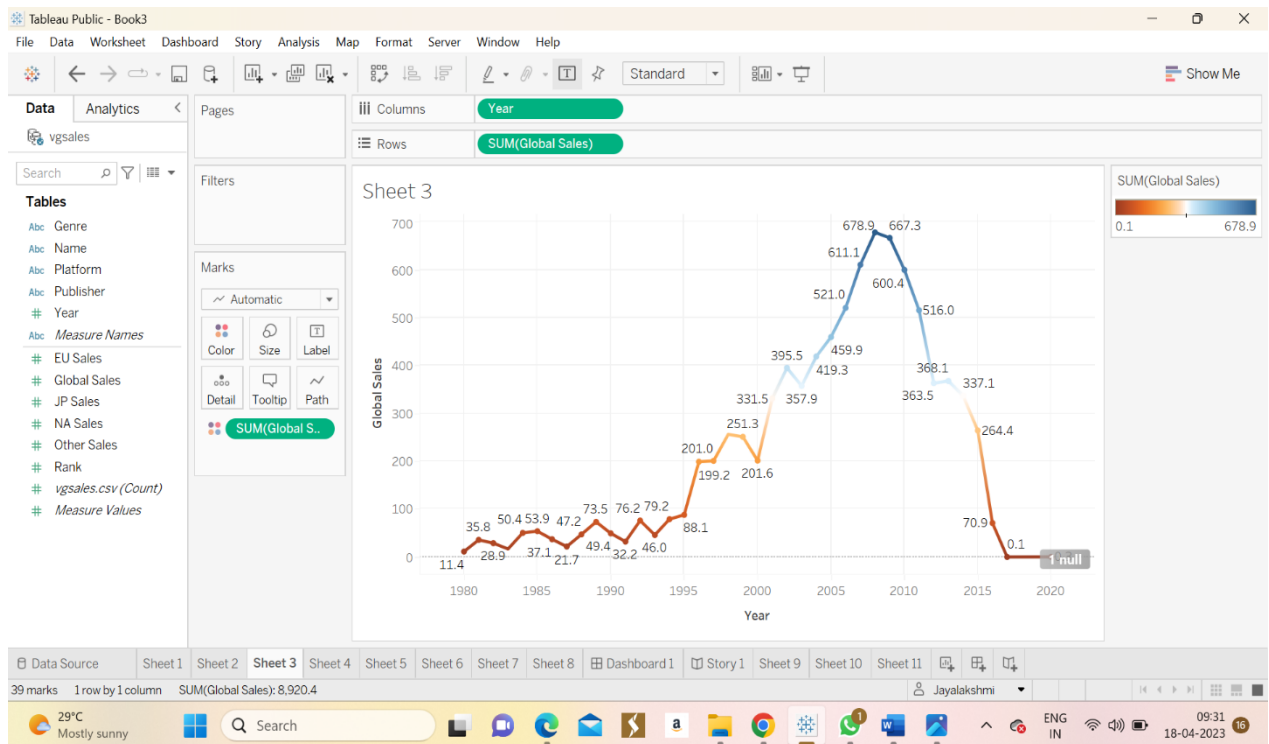 Tableau Public - Book3
File Data Worksheet Dashboard Story Analysis Map Format Server Window Help
Standard
Show Me
Data Analytics
Pages
Columns
Year
vgsales
Rows
SUM(Global Sales)
Search
Filters
Sheet 3
SUM(Global Sales)
0.1 678.9
Tables
Abc Genre
Abc Name
Abc Platform
Abc Publisher
# Year
Abc Measure Names
# EU Sales
# Global Sales
# JP Sales
# NA Sales
# Other Sales
# Rank
# vgsales.csv (Count)
# Measure Values
Marks
Automatic
Color Size T Label
Detail Tooltip Path
SUM(Global S..
Global Sales
700
600
500
400
300
200
100
0
678.9 667.3
611.1
600.4
521.0
516.0
459.9
395.5
419.3
368.1
331.5 357.9
363.5
337.1
251.3
264.4
201.0
199.2 201.6
73.5 76.2 79.2
50.4 53.9 47.2
35.8
88.1
70.9
28.9 37.1 21.7 49.4 32.2 46.0
11.4
0.1
1 null
1980 1985 1990 1995 2000 2005 2010 2015 2020
Year
Data Source Sheet 1 Sheet 2 Sheet 3 Sheet 4 Sheet 5 Sheet 6 Sheet 7 Sheet 8 Dashboard 1 Story 1 Sheet 9 Sheet 10 Sheet 11
39 marks 1 row by 1 column SUM(Global Sales): 8,920.4
Jayalakshmi
29°C
Mostly sunny
Search
a
1
W
ENG
IN
09:31
18-04-2023
16